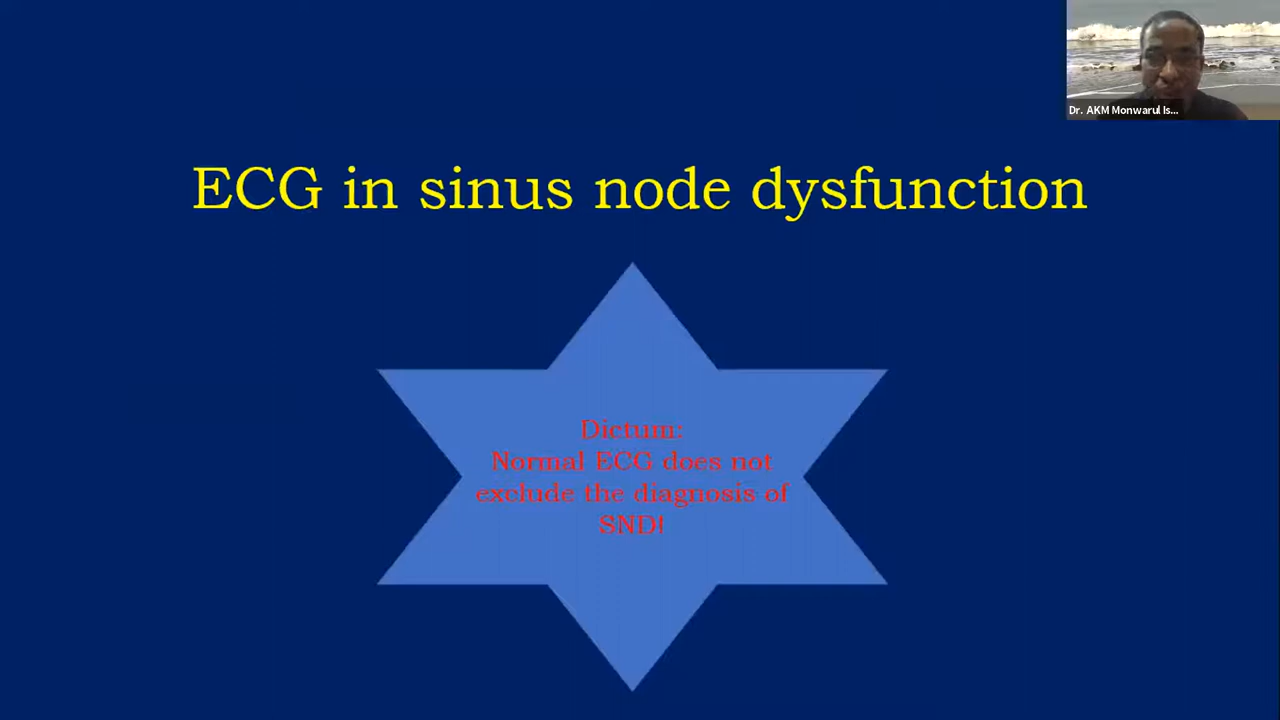 Dr. AKM Monwarul Is...
ECG in sinus node dysfunction
Dictum:
Normal ECG does not
exclude the diagnosis of
SND!